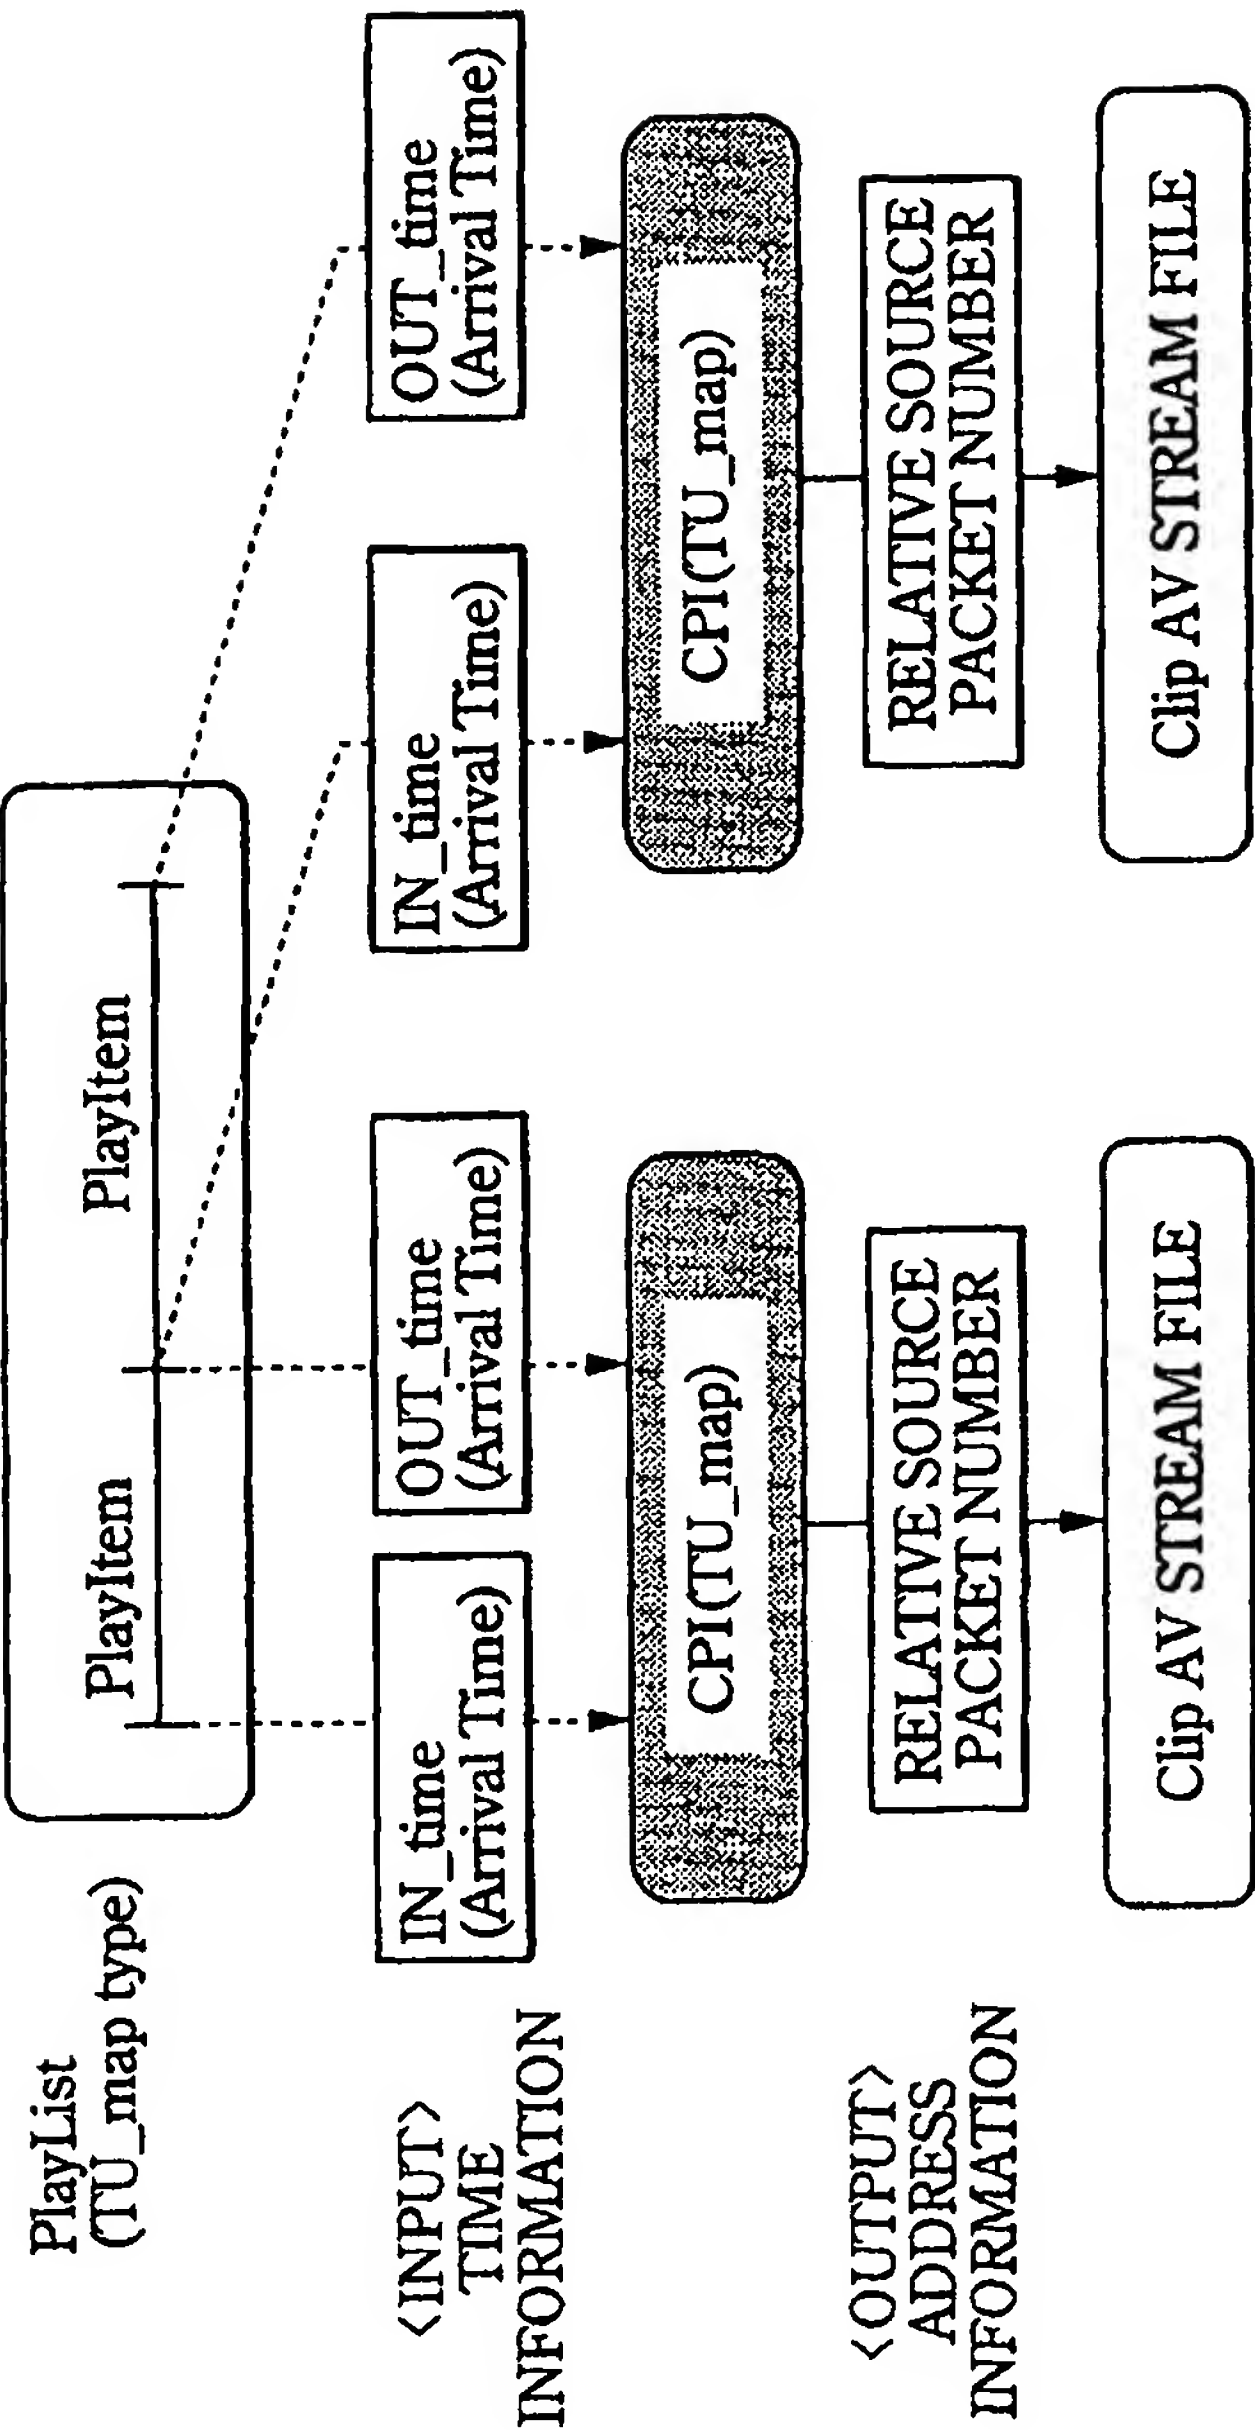 PlayList
(TU_map type)
PlayItem
PlayItem
<INPUT>
TIME
INFORMATION
IN_time
(Arrival Time)
OUT_time
(Arrival Time)
IN_time
(Arrival Time)
OUT_time
(Arrival Time)
CPI(TU_map)
CPI(TU_map)
<OUTPUT>
ADDRESS
INFORMATION
RELATIVE SOURCE
PACKET NUMBER
RELATIVE SOURCE
PACKET NUMBER
Clip AV STREAM FILE
Clip AV STREAM FILE